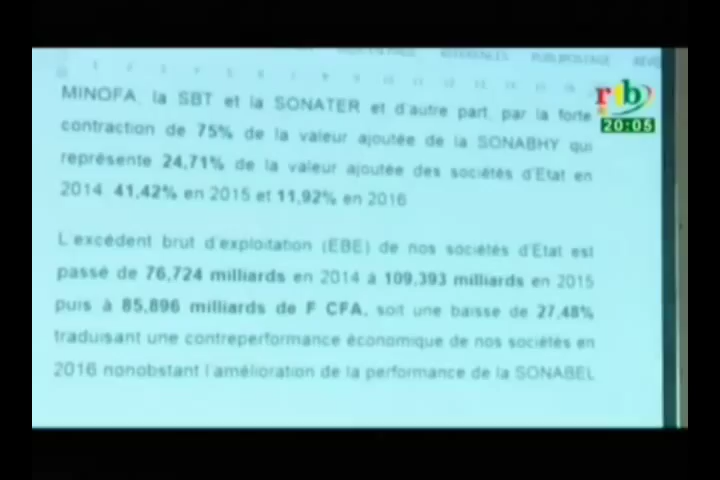 RÉFÉRENCES PUBLIPOSTAGE
rtb
20:05
MINOFA, la SBT et la SONATER et d'autre part, par la forte
contraction de 75% de la valeur ajoutée de la SONABHY qui
représente 24,71% de la valeur ajoutée des sociétés d'Etat en
2014 41,42% en 2015 et 11,92% en 2016
L'excédent brut d'exploitation (EBE) de nos sociétés d'Etat est
passé de 76,724 milliards en 2014 à 109,393 milliards en 2015
puis à 85,896 milliards de F CFA, soit une baisse de 27,48%
traduisant une contreperformance économique de nos sociétés en
2016 nonobstant l'amélioration de la performance de la SONABEL